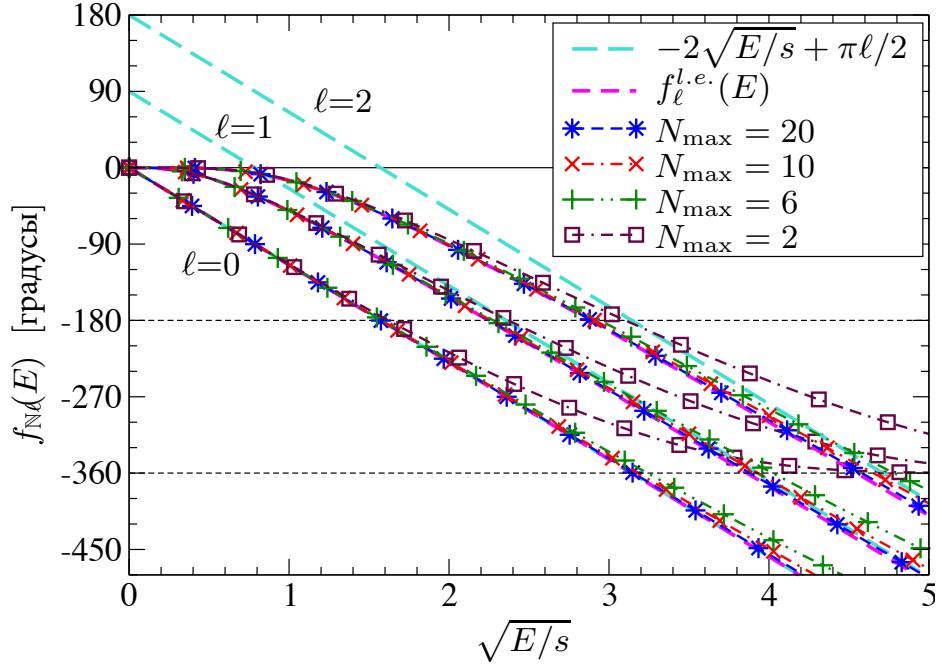 180
90
0
-90
-180
-270
-360
-450
f_{ℕℓ}(E) [градусы]
ℓ=2
ℓ=1
ℓ=0
−2√E/s + πℓ/2
f_ℓ^{l.e.}(E)
N_max = 20
N_max = 10
N_max = 6
N_max = 2
0 1 2 3 4 5
√E/s